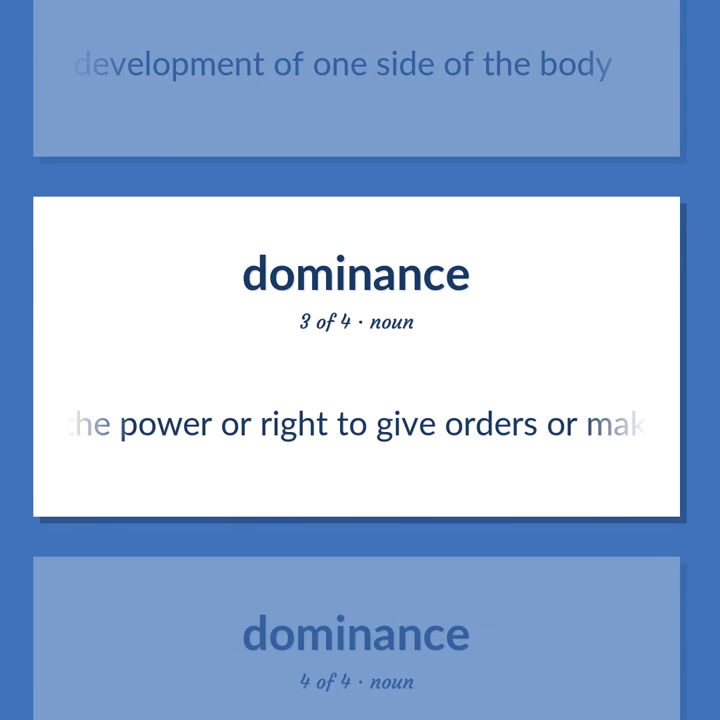 development of one side of the body
dominance
3 of 4 · noun
the power or right to give orders or mak
dominance
4 of 4 · noun